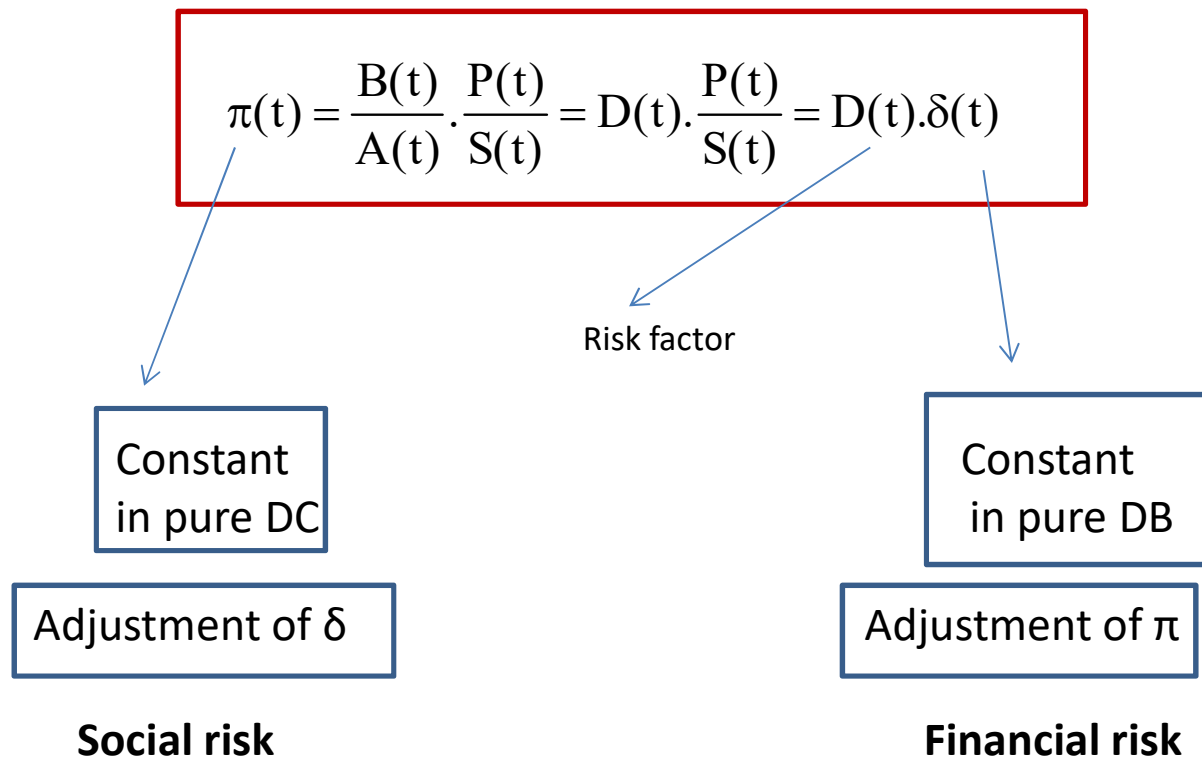 π(t) = B(t)/A(t) . P(t)/S(t) = D(t). P(t)/S(t) = D(t).δ(t)
Risk factor
Constant
in pure DC
Constant
in pure DB
Adjustment of δ
Adjustment of π
Social risk
Financial risk